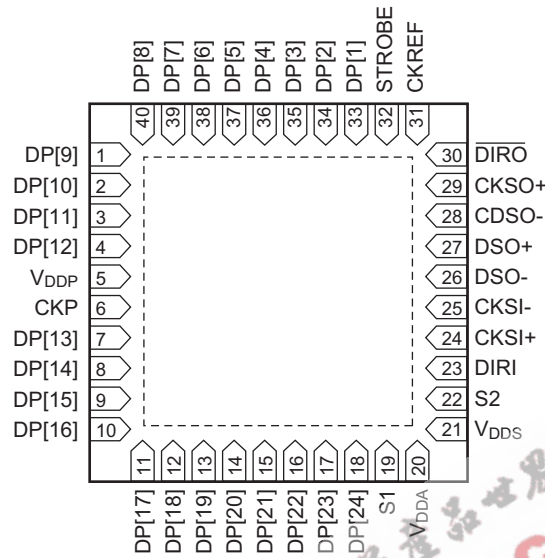 DP[8] DP[7] DP[6] DP[5] DP[4] DP[3] DP[2] DP[1] STROBE CKREF
40 39 38 37 36 35 34 33 32 31
DP[9] 1 30 DIRO
DP[10] 2 29 CKSO+
DP[11] 3 28 CDSO-
DP[12] 4 27 DSO+
VDDP 5 26 DSO-
CKP 6 25 CKSI-
DP[13] 7 24 CKSI+
DP[14] 8 23 DIRI
DP[15] 9 22 S2
DP[16] 10 21 VDDS
11 12 13 14 15 16 17 18 19 20
DP[17] DP[18] DP[19] DP[20] DP[21] DP[22] DP[23] DP[24] S1 VDDA